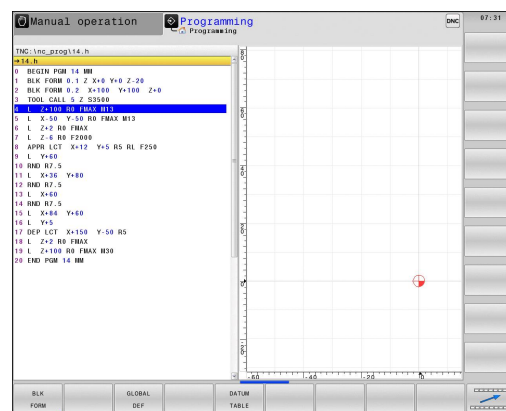 Manual operation
Programming
Programming
DNC
07:31
TNC:\nc_prog\14.h
→14.h
0 BEGIN PGM 14 MM
1 BLK FORM 0.1 Z X+0 Y+0 Z-20
2 BLK FORM 0.2 X+100 Y+100 Z+0
3 TOOL CALL 5 Z S3500
4 L Z+100 R0 FMAX M13
5 L X-50 Y-50 R0 FMAX M13
6 L Z+2 R0 FMAX
7 L Z-6 R0 F2000
8 APPR LCT X+12 Y+5 R5 RL F250
9 L Y+60
10 RND R7.5
11 L X+36 Y+80
12 RND R7.5
13 L X+60
14 RND R7.5
15 L X+84 Y+60
16 L Y+5
17 DEP LCT X+150 Y-50 R5
18 L Z+2 R0 FMAX
19 L Z+100 R0 FMAX M30
20 END PGM 14 MM
-60 -40 -20 0
BLK FORM
GLOBAL DEF
DATUM TABLE